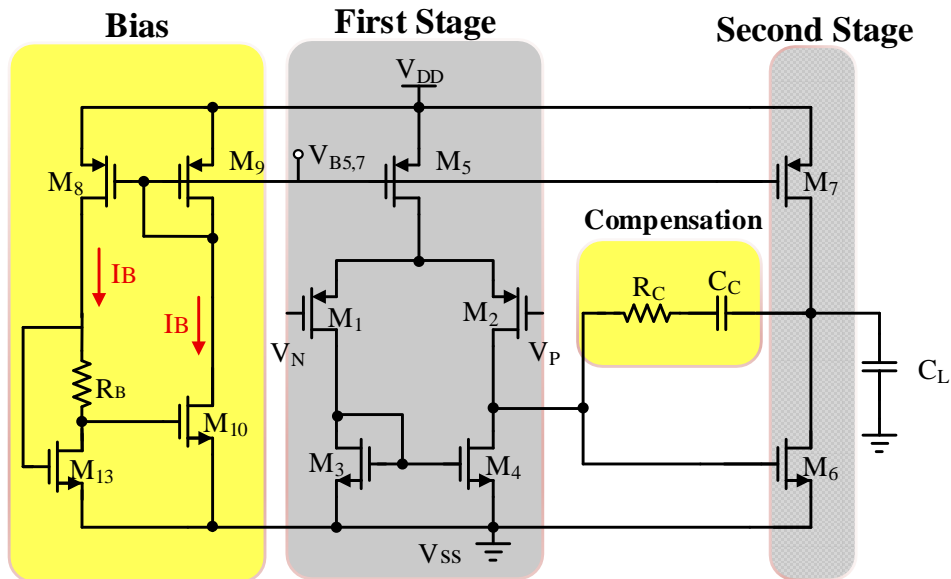 Bias
First Stage
Second Stage
VDD
M8
M9
VB5,7
M5
M7
Compensation
IB
IB
RC
CC
M1
M2
VN
VP
CL
RB
M10
M13
M3
M4
M6
VSS